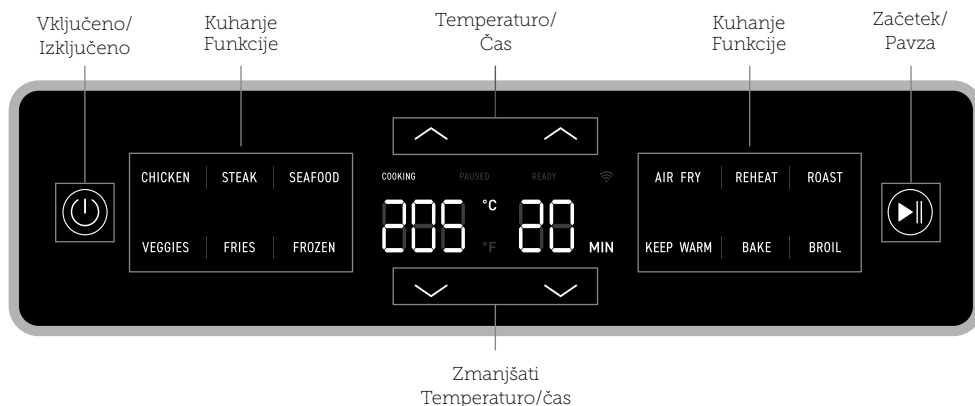 Vključeno/
Izključeno
Kuhanje
Funkcije
Temperaturo/
Čas
Kuhanje
Funkcije
Začetek/
Pavza
CHICKEN STEAK SEAFOOD
VEGGIES FRIES FROZEN
COOKING PAUSED READY
205 °C °F 20 MIN
AIR FRY REHEAT ROAST
KEEP WARM BAKE BROIL
Zmanjšati
Temperaturo/čas